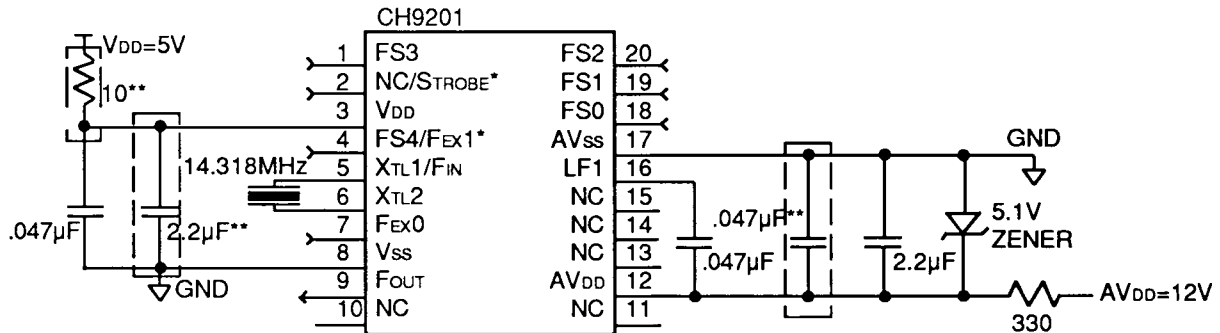 CH9201
VDD=5V
10**
.047µF
2.2µF**
GND
14.318MHz
1 FS3
2 NC/STROBE*
3 VDD
4 FS4/FEX1*
5 XTL1/FIN
6 XTL2
7 FEX0
8 VSS
9 FOUT
10 NC
FS2 20
FS1 19
FS0 18
AVSS 17
LF1 16
NC 15
NC 14
NC 13
AVDD 12
NC 11
.047µF
.047µF**
2.2µF
5.1V
ZENER
GND
330
AVDD=12V